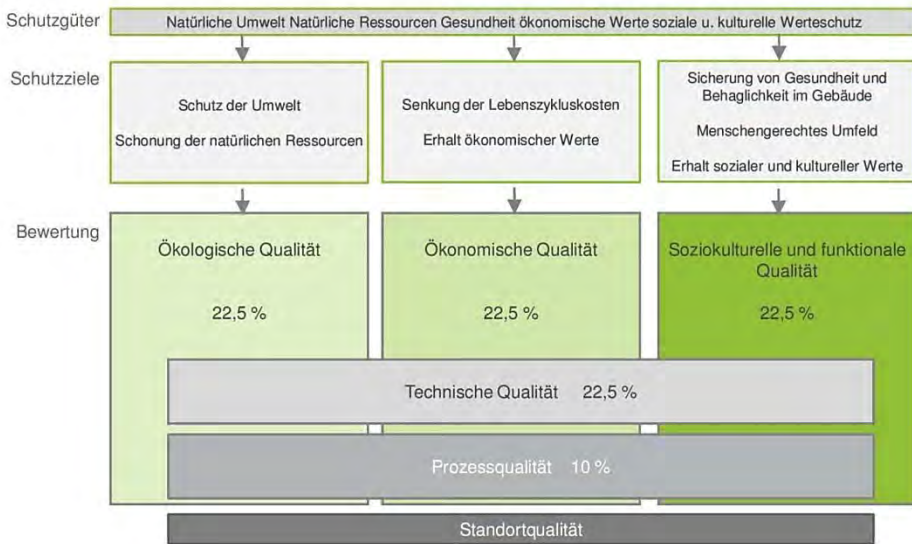 Schutzgüter
Natürliche Umwelt Natürliche Ressourcen Gesundheit ökonomische Werte soziale u. kulturelle Werteschutz
Schutzziele
Schutz der Umwelt
Schonung der natürlichen Ressourcen
Senkung der Lebenszykluskosten
Erhalt ökonomischer Werte
Sicherung von Gesundheit und
Behaglichkeit im Gebäude
Menschengerechtes Umfeld
Erhalt sozialer und kultureller Werte
Bewertung
Ökologische Qualität
22,5 %
Ökonomische Qualität
22,5 %
Soziokulturelle und funktionale
Qualität
22,5 %
Technische Qualität 22,5 %
Prozessqualität 10 %
Standortqualität